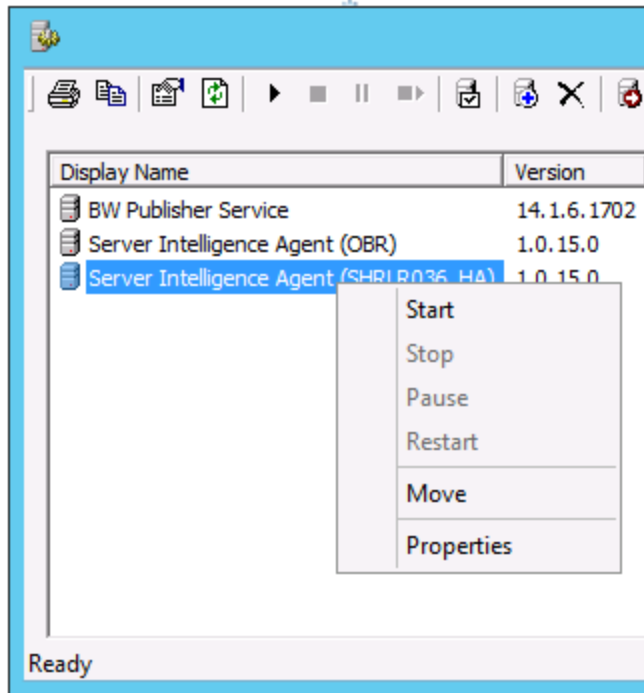 Display Name Version
BW Publisher Service 14.1.6.1702
Server Intelligence Agent (OBR) 1.0.15.0
Server Intelligence Agent (SHRLR036_HA) 1.0.15.0
Start
Stop
Pause
Restart
Move
Properties
Ready